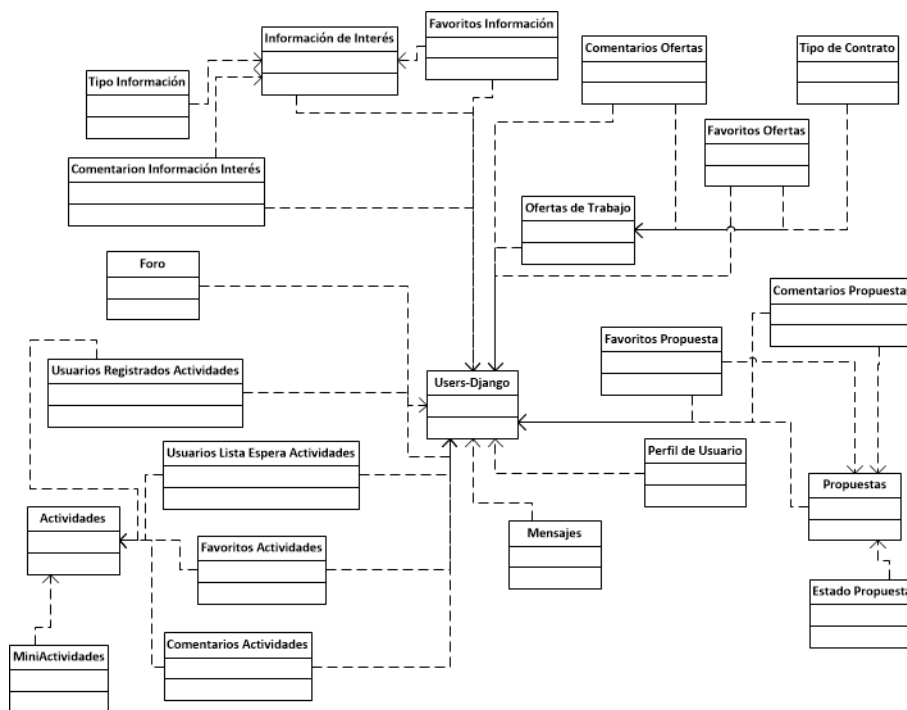 Favoritos Información
Información de Interés
Comentarios Ofertas
Tipo de Contrato
Tipo Información
Favoritos Ofertas
Comentarion Información Interés
Ofertas de Trabajo
Foro
Comentarios Propuestas
Favoritos Propuesta
Usuarios Registrados Actividades
Users-Django
Usuarios Lista Espera Actividades
Perfil de Usuario
Propuestas
Actividades
Mensajes
Favoritos Actividades
Estado Propuesta
Comentarios Actividades
MiniActividades